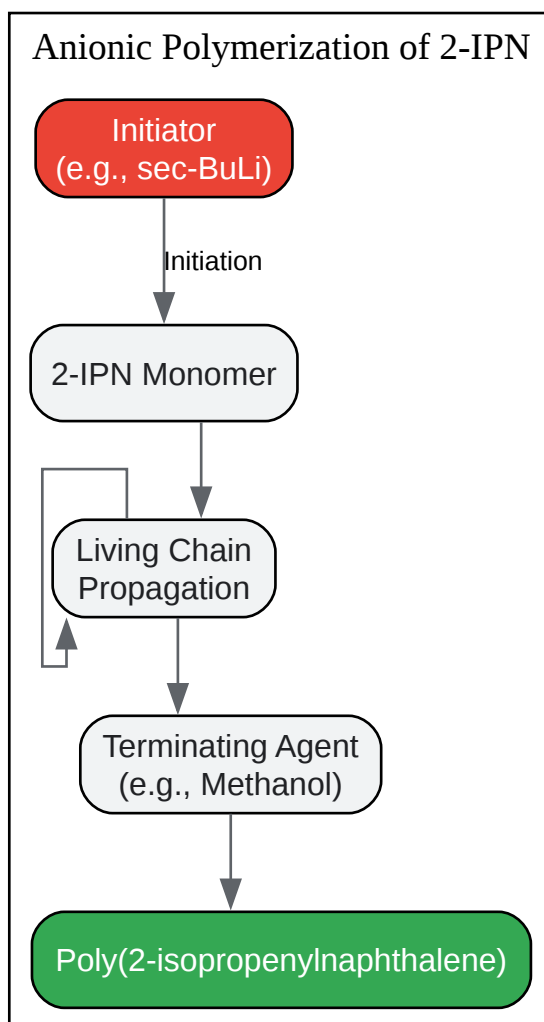 Anionic Polymerization of 2-IPN
Initiator
(e.g., sec-BuLi)
Initiation
2-IPN Monomer
Living Chain
Propagation
Terminating Agent
(e.g., Methanol)
Poly(2-isopropenylnaphthalene)